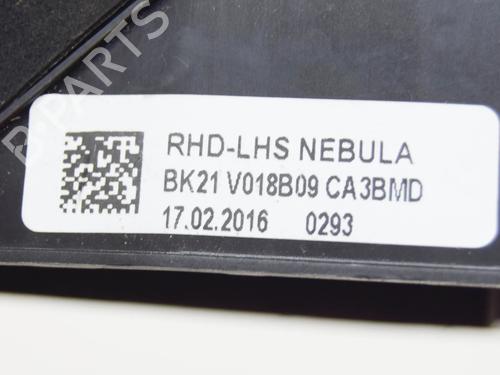 B-PARTS
RHD-LHS NEBULA
BK21 V018B09 CA3BMD
17.02.2016 0293